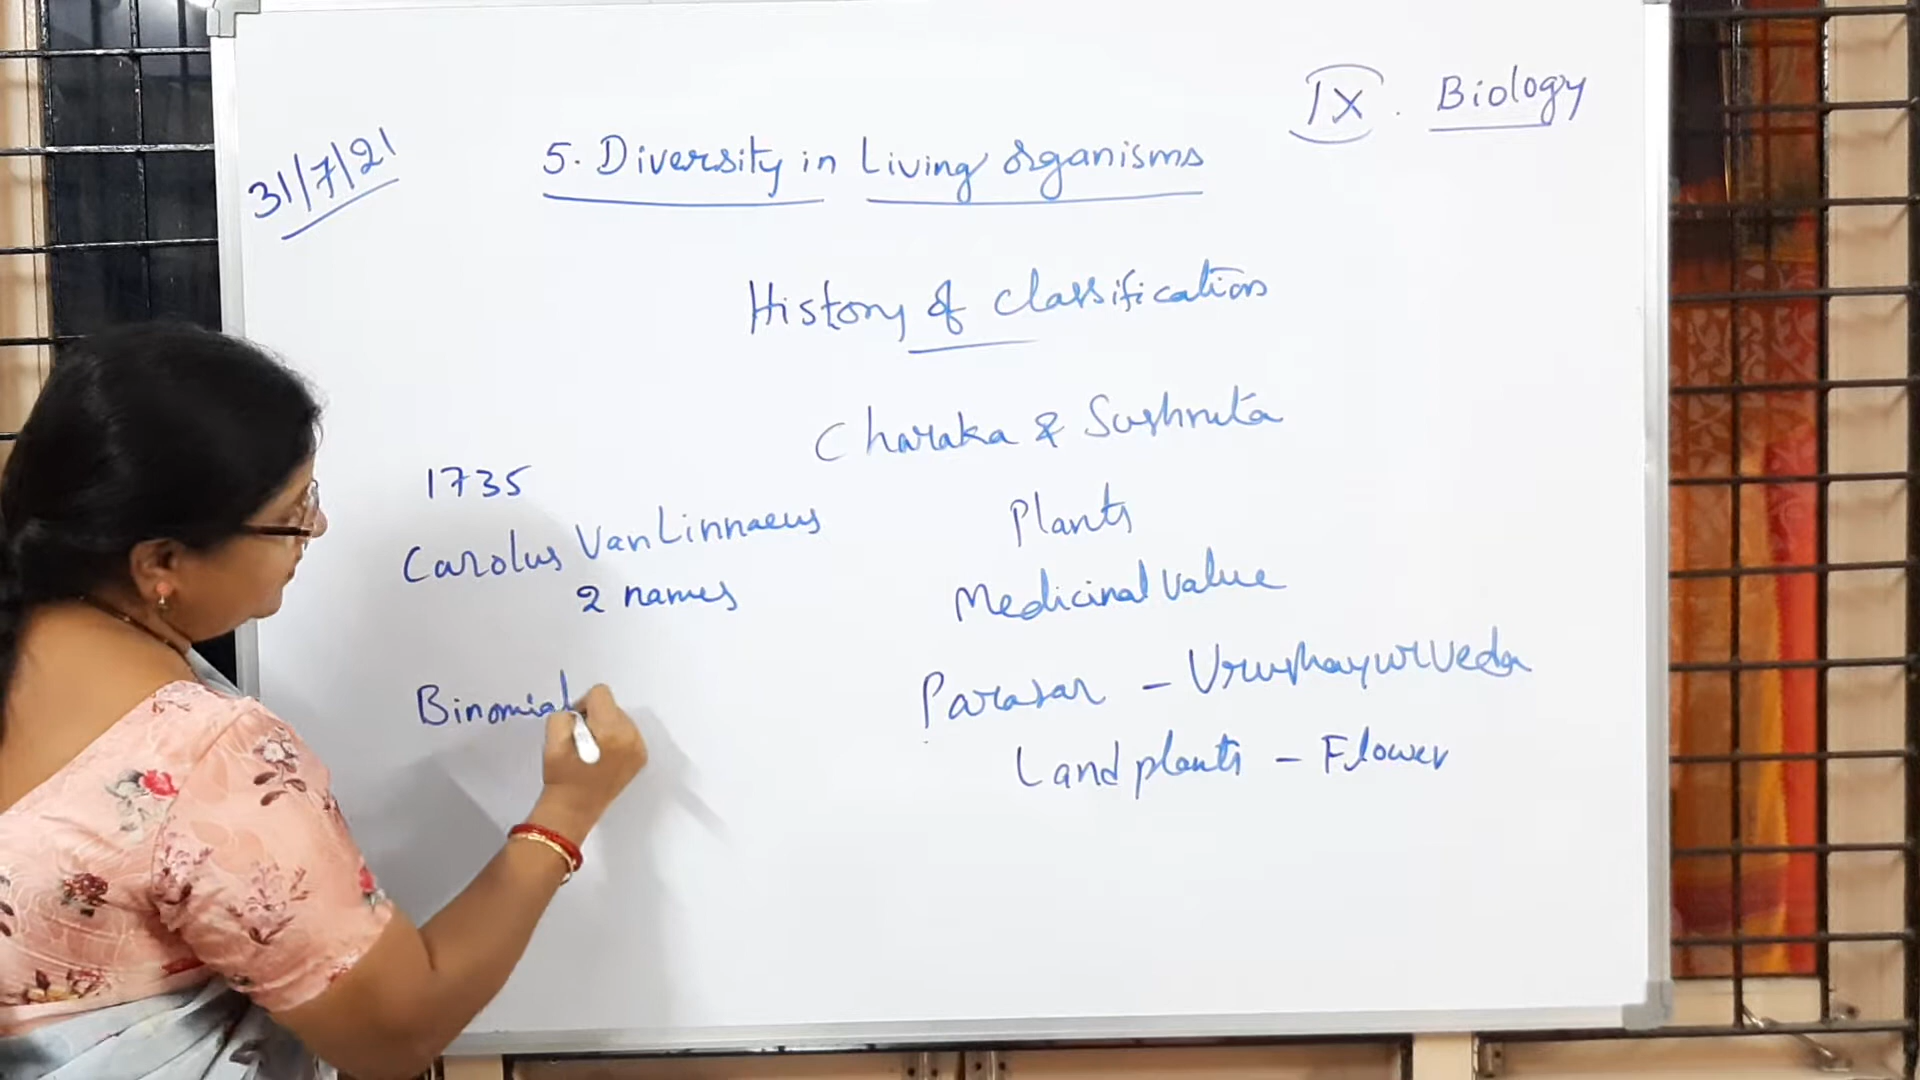 IX. Biology
31/7/21
5. Diversity in Living organisms
History of classification
Charaka & Sushruta
1735
Carolus Van Linnaeus
2 names
Binomial
Plants
Medicinal Value
Parasar -
Land plants - Flower